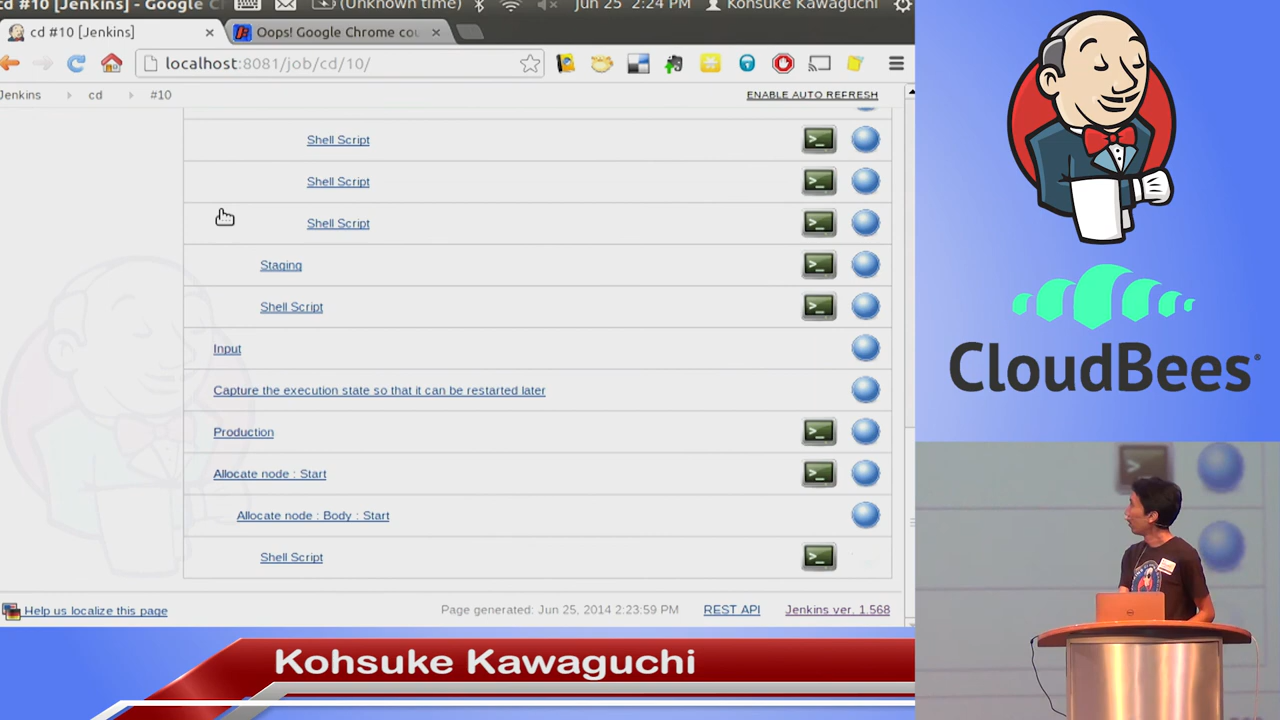 cd #10 [Jenkins] - Google C
(Unknown time)
Jun 25 2:24 PM
Kohsuke Kawaguchi
cd #10 [Jenkins]
Oops! Google Chrome cou
localhost:8081/job/cd/10/
Jenkins
cd
#10
ENABLE AUTO REFRESH
Shell Script
Shell Script
Shell Script
Staging
Shell Script
Input
Capture the execution state so that it can be restarted later
Production
Allocate node : Start
Allocate node : Body : Start
Shell Script
Help us localize this page
Page generated: Jun 25, 2014 2:23:59 PM
REST API
Jenkins ver. 1.568
CloudBees
Kohsuke Kawaguchi